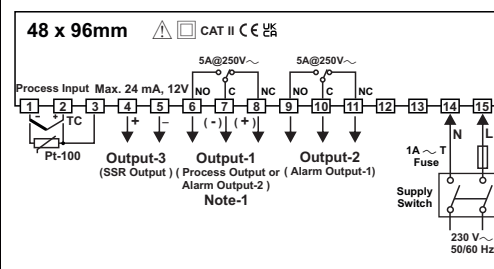 48 x 96mm CAT II CE UK CA
5A@250V~ 5A@250V~
Process Input Max. 24 mA, 12V NO C NC NO C NC
1 2 3 4 5 6 7 8 9 10 11 12 13 14 15
- + TC + – (-) (+) N L
Pt-100
Output-3 Output-1 Output-2
(SSR Output) (Process Output or (Alarm Output-1)
Alarm Output-2)
Note-1
1A ~ T
Fuse
Supply
Switch
230 V~
50/60 Hz